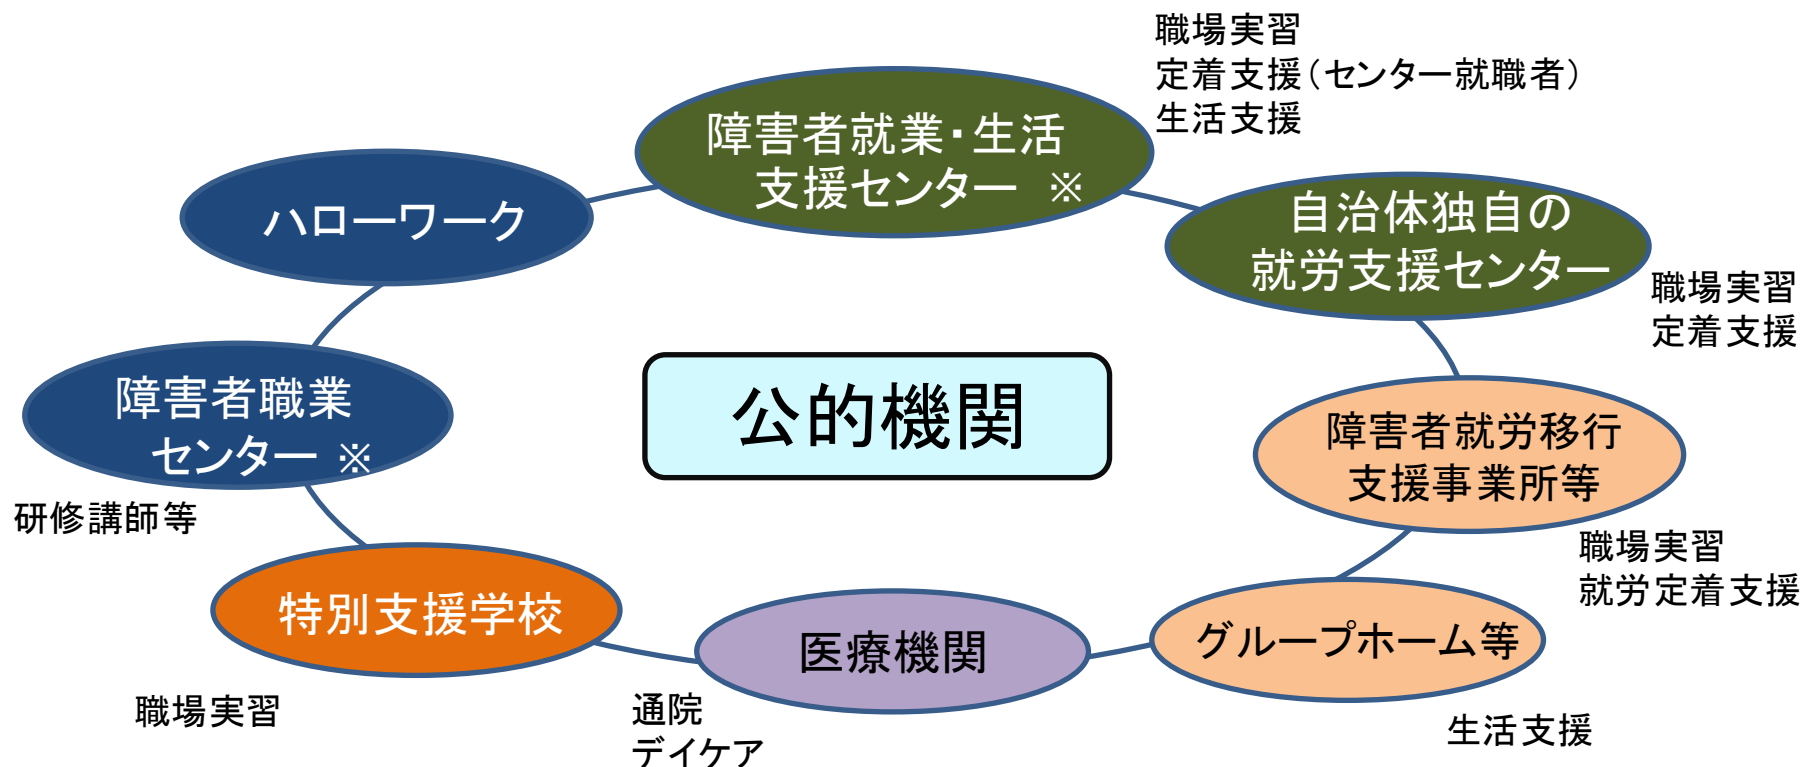 職場実習
定着支援(センター就職者)
生活支援
障害者就業・生活
支援センター ※
ハローワーク
自治体独自の
就労支援センター
職場実習
定着支援
障害者職業
センター ※
研修講師等
公的機関
障害者就労移行
支援事業所等
職場実習
就労定着支援
特別支援学校
職場実習
医療機関
通院
デイケア
グループホーム等
生活支援